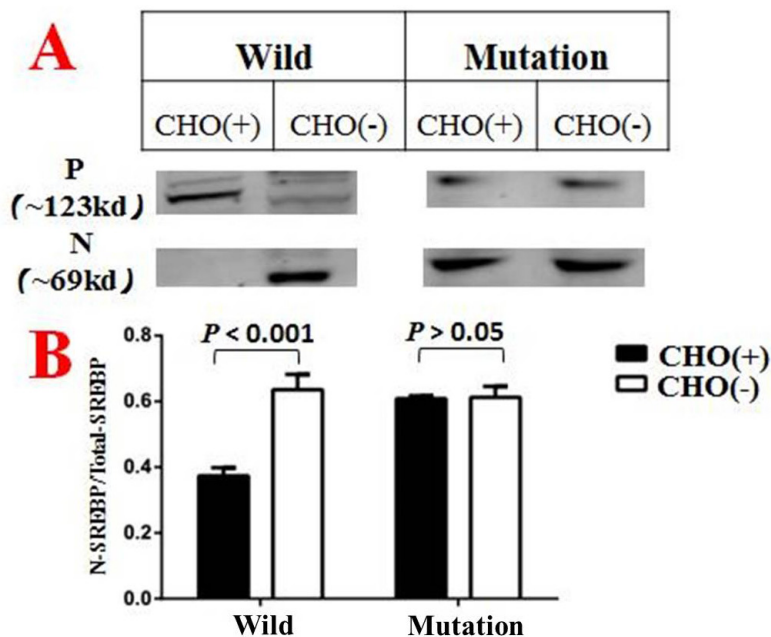 A
Wild Mutation
CHO(+) CHO(-) CHO(+) CHO(-)
P
(~123kd)
N
(~69kd)
B
P < 0.001 P > 0.05
CHO(+)
CHO(-)
N-SREBP/Total-SREBP
0.8
0.6
0.4
0.2
0.0
Wild Mutation